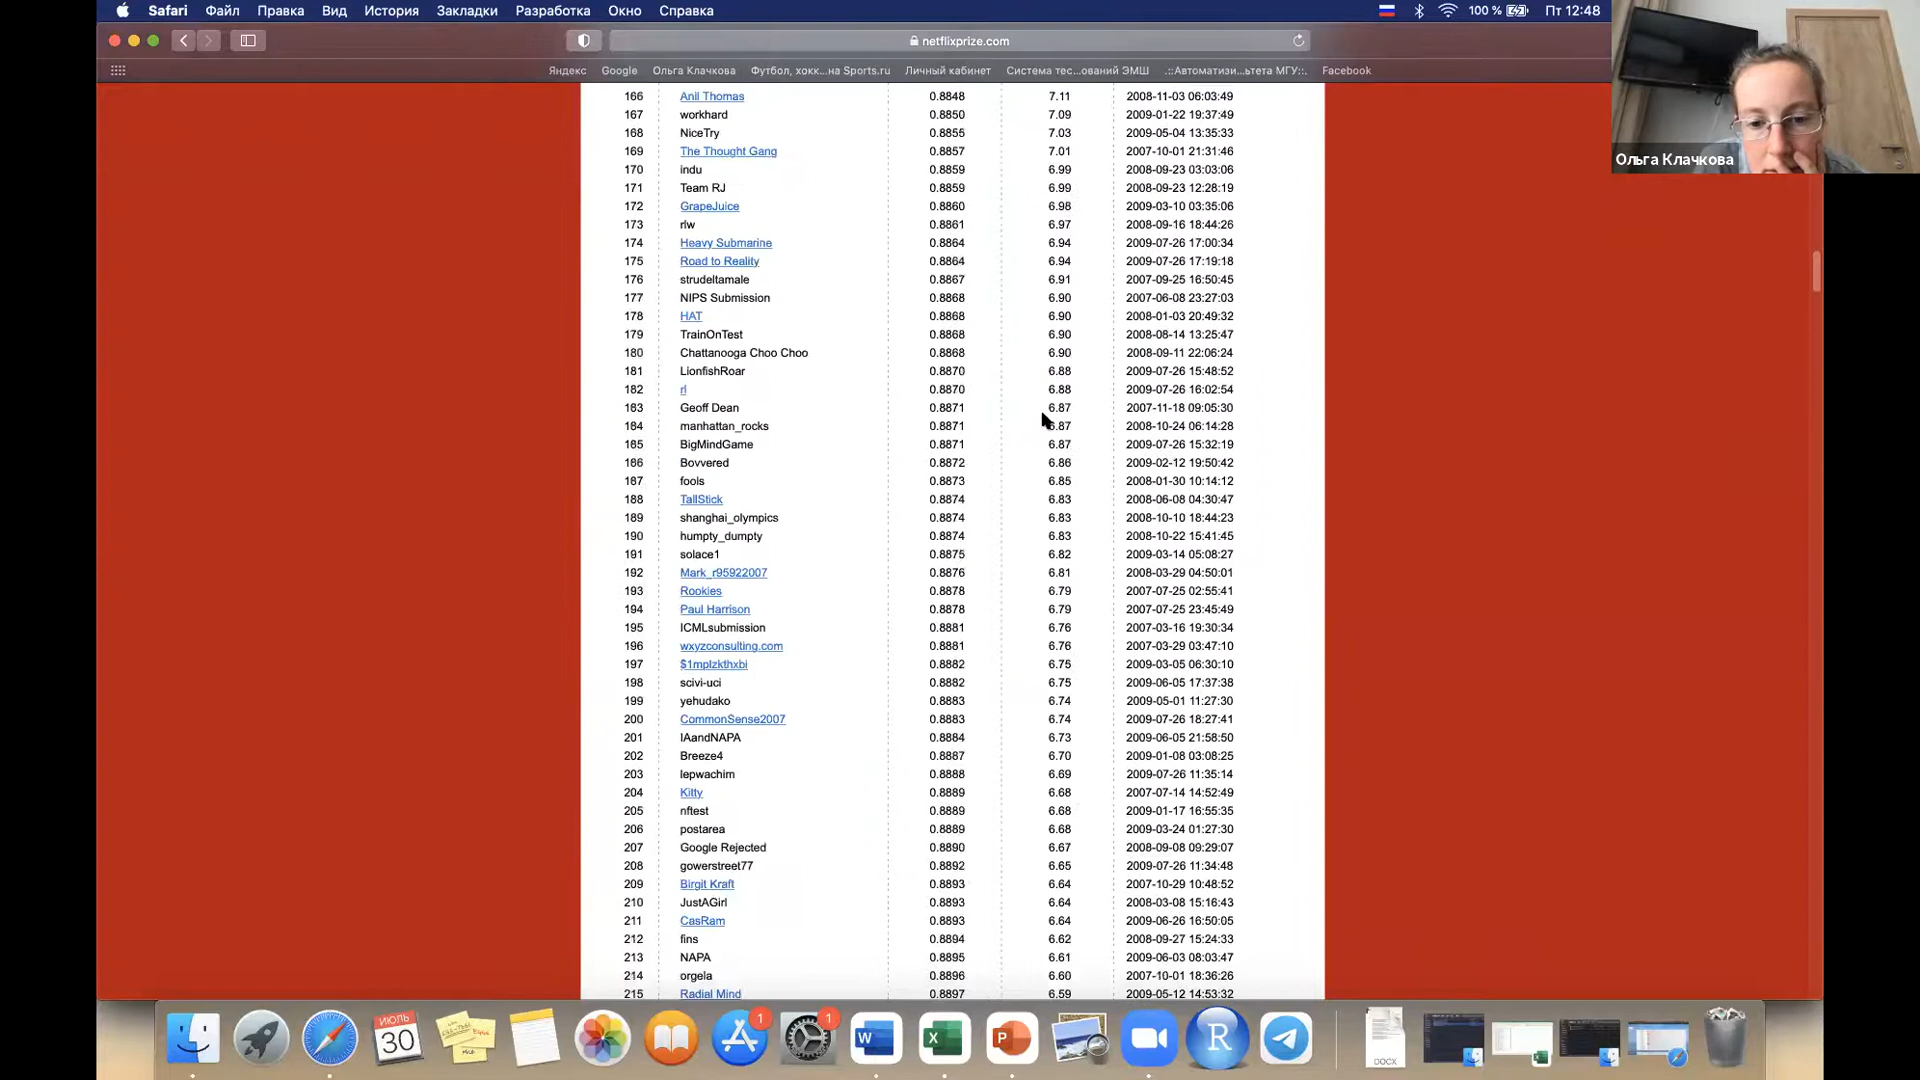 Safari Файл Правка Вид История Закладки Разработка Окно Справка 100 % Пт 12:48
netflixprize.com
Яндекс Google Ольга Клачкова Футбол, хокк...на Sports.ru Личный кабинет Система тес...ований ЭМШ .::Автоматизи...ьтета МГУ::. Facebook
166 Anil Thomas 0.8848 7.11 2008-11-03 06:03:49
167 workhard 0.8850 7.09 2009-01-22 19:37:49
168 NiceTry 0.8855 7.03 2009-05-04 13:35:33
169 The Thought Gang 0.8857 7.01 2007-10-01 21:31:46
170 indu 0.8859 6.99 2008-09-23 03:03:06
171 Team RJ 0.8859 6.99 2008-09-23 12:28:19
172 GrapeJuice 0.8860 6.98 2009-03-10 03:35:06
173 rlw 0.8861 6.97 2008-09-16 18:44:26
174 Heavy Submarine 0.8864 6.94 2009-07-26 17:00:34
175 Road to Reality 0.8864 6.94 2009-07-26 17:19:18
176 strudeltamale 0.8867 6.91 2007-09-25 16:50:45
177 NIPS Submission 0.8868 6.90 2007-06-08 23:27:03
178 HAT 0.8868 6.90 2008-01-03 20:49:32
179 TrainOnTest 0.8868 6.90 2008-08-14 13:25:47
180 Chattanooga Choo Choo 0.8868 6.90 2008-09-11 22:06:24
181 LionfishRoar 0.8870 6.88 2009-07-26 15:48:52
182 rl 0.8870 6.88 2009-07-26 16:02:54
183 Geoff Dean 0.8871 6.87 2007-11-18 09:05:30
184 manhattan_rocks 0.8871 6.87 2008-10-24 06:14:28
185 BigMindGame 0.8871 6.87 2009-07-26 15:32:19
186 Bovvered 0.8872 6.86 2009-02-12 19:50:42
187 fools 0.8873 6.85 2008-01-30 10:14:12
188 TallStick 0.8874 6.83 2008-06-08 04:30:47
189 shanghai_olympics 0.8874 6.83 2008-10-10 18:44:23
190 humpty_dumpty 0.8874 6.83 2008-10-22 15:41:45
191 solace1 0.8875 6.82 2009-03-14 05:08:27
192 Mark_r95922007 0.8876 6.81 2008-03-29 04:50:01
193 Rookies 0.8878 6.79 2007-07-25 02:55:41
194 Paul Harrison 0.8878 6.79 2007-07-25 23:45:49
195 ICMLsubmission 0.8881 6.76 2007-03-16 19:30:34
196 wxyzconsulting.com 0.8881 6.76 2007-03-29 03:47:10
197 $1mplzkthxbi 0.8882 6.75 2009-03-05 06:30:10
198 scivi-uci 0.8882 6.75 2009-06-05 17:37:38
199 yehudako 0.8883 6.74 2009-05-01 11:27:30
200 CommonSense2007 0.8883 6.74 2009-07-26 18:27:41
201 IAandNAPA 0.8884 6.73 2009-06-05 21:58:50
202 Breeze4 0.8887 6.70 2009-01-08 03:08:25
203 lepwachim 0.8888 6.69 2009-07-26 11:35:14
204 Kitty 0.8889 6.68 2007-07-14 14:52:49
205 nftest 0.8889 6.68 2009-01-17 16:55:35
206 postarea 0.8889 6.68 2009-03-24 01:27:30
207 Google Rejected 0.8890 6.67 2008-09-08 09:29:07
208 gowerstreet77 0.8892 6.65 2009-07-26 11:34:48
209 Birgit Kraft 0.8893 6.64 2007-10-29 10:48:52
210 JustAGirl 0.8893 6.64 2008-03-08 15:16:43
211 CasRam 0.8893 6.64 2009-06-26 16:50:05
212 fins 0.8894 6.62 2008-09-27 15:24:33
213 NAPA 0.8895 6.61 2009-06-03 08:03:47
214 orgela 0.8896 6.60 2007-10-01 18:36:26
215 Radial Mind 0.8897 6.59 2009-05-12 14:53:32
Ольга Клачкова
ИЮЛЬ
30
1
1
W
X
P
R
DOCX